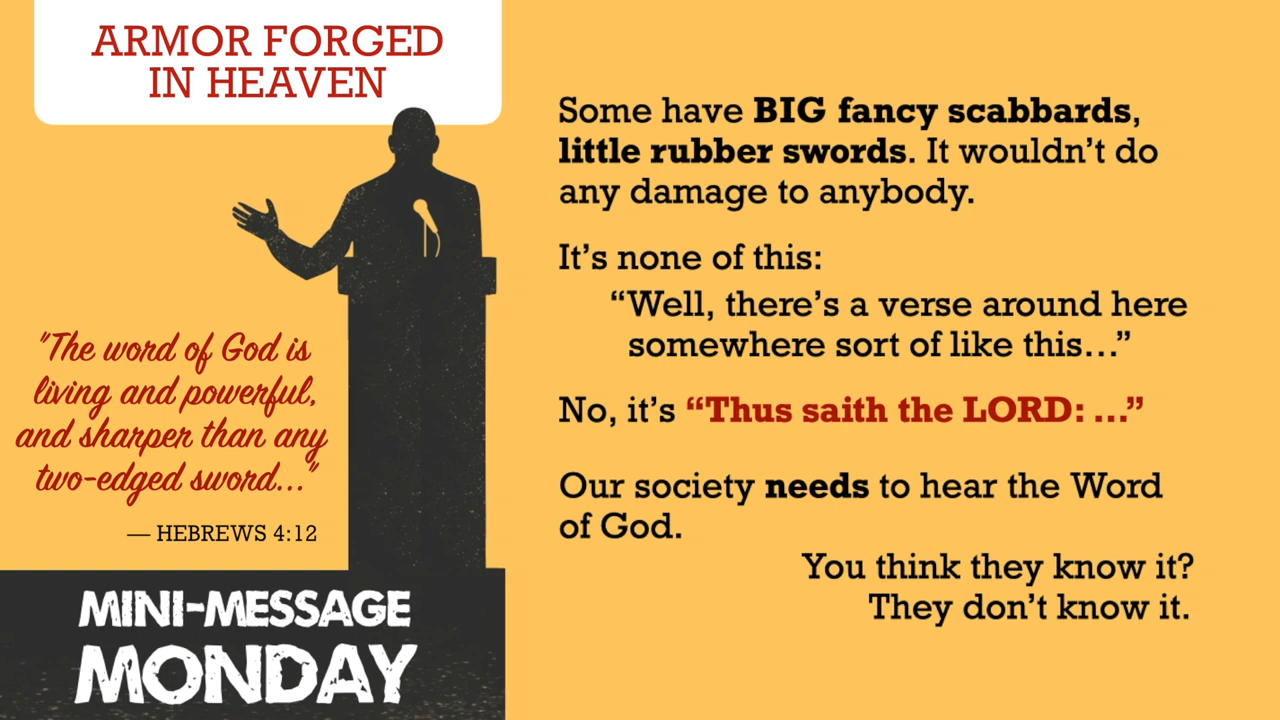 ARMOR FORGED
IN HEAVEN
"The word of God is
living and powerful,
and sharper than any
two-edged sword..."
— HEBREWS 4:12
MINI-MESSAGE
MONDAY
Some have BIG fancy scabbards,
little rubber swords. It wouldn’t do
any damage to anybody.
It’s none of this:
“Well, there’s a verse around here
somewhere sort of like this...”
No, it’s “Thus saith the LORD: ...”
Our society needs to hear the Word
of God.
You think they know it?
They don’t know it.